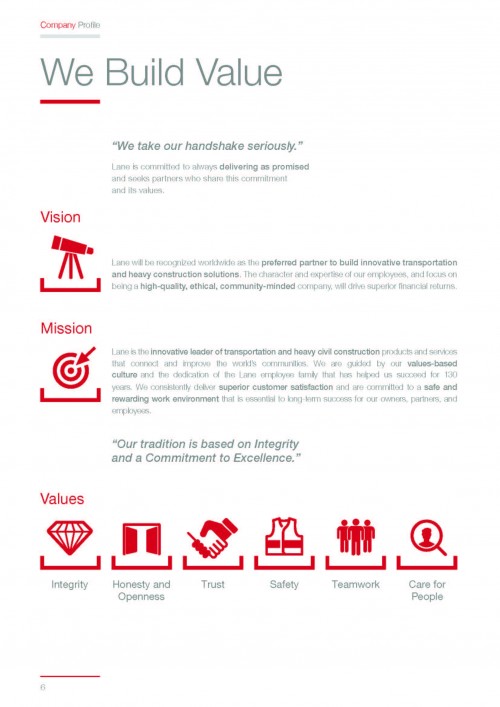 Company Profile
We Build Value
“We take our handshake seriously.”
Lane is committed to always delivering as promised
and seeks partners who share this commitment
and its values.
Vision
Lane will be recognized worldwide as the preferred partner to build innovative transportation
and heavy construction solutions. The character and expertise of our employees, and focus on
being a high-quality, ethical, community-minded company, will drive superior financial returns.
Mission
Lane is the innovative leader of transportation and heavy civil construction products and services
that connect and improve the world's communities. We are guided by our values-based
culture and the dedication of the Lane employee family that has helped us succeed for 130
years. We consistently deliver superior customer satisfaction and are committed to a safe and
rewarding work environment that is essential to long-term success for our owners, partners, and
employees.
“Our tradition is based on Integrity
and a Commitment to Excellence.”
Values
Integrity
Honesty and
Openness
Trust
Safety
Teamwork
Care for
People
6